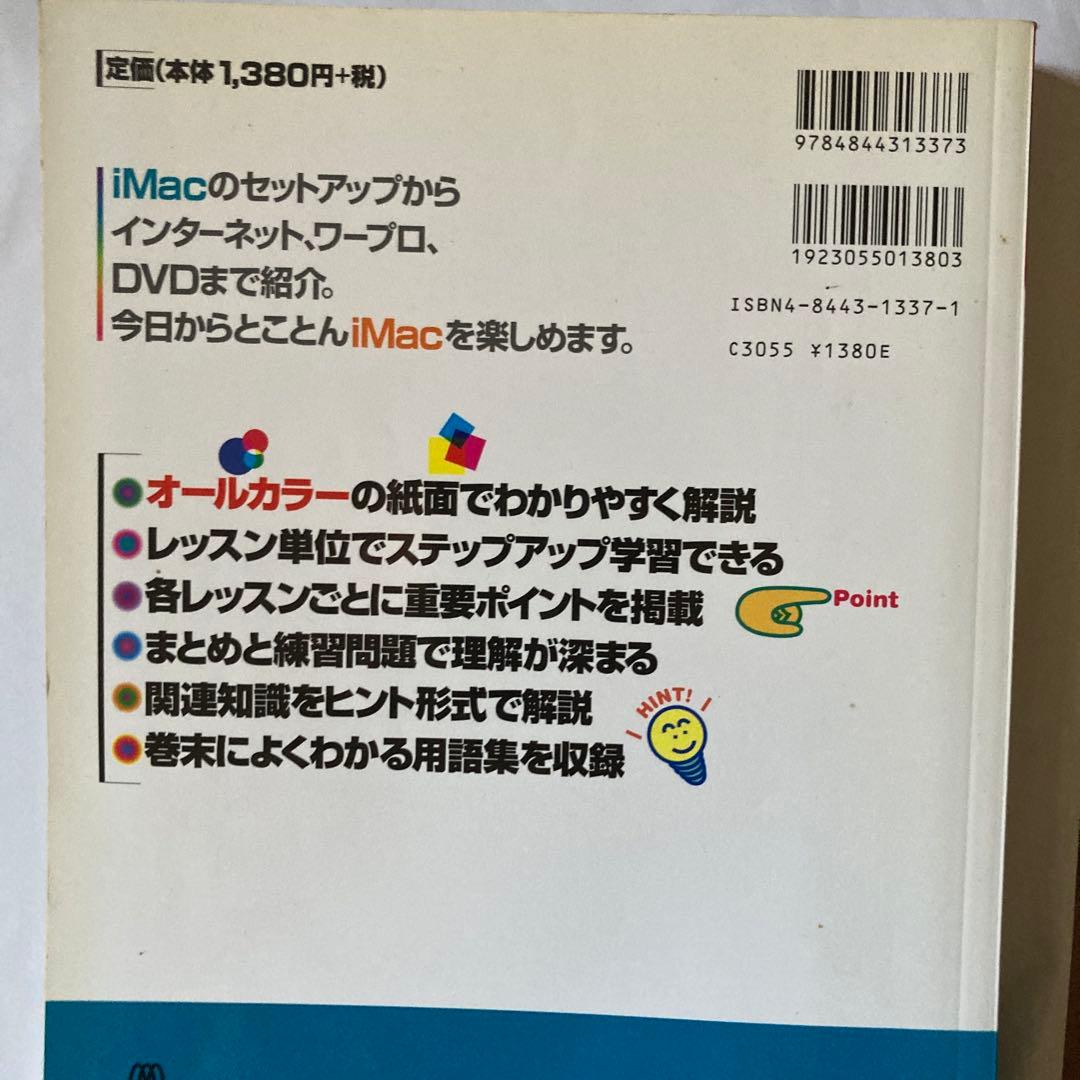 定価(本体1,380円+税)
9784844313373
1923055013803
ISBN4-8443-1337-1
C3055 ¥1380E
iMacのセットアップから
インターネット、ワープロ、
DVDまで紹介。
今日からとことんiMacを楽しめます。
オールカラーの紙面でわかりやすく解説
レッスン単位でステップアップ学習できる
各レッスンごとに重要ポイントを掲載
Point
まとめと練習問題で理解が深まる
関連知識をヒント形式で解説
HINT!
巻末によくわかる用語集を収録